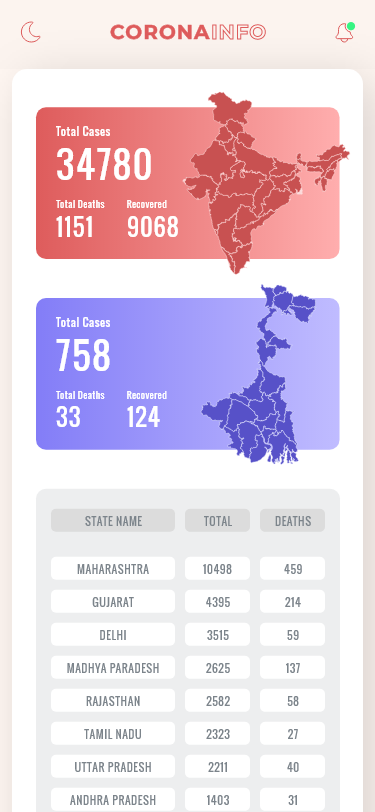 CORONAINFO
Total Cases
34780
Total Deaths Recovered
1151 9068
Total Cases
758
Total Deaths Recovered
33 124
STATE NAME TOTAL DEATHS
MAHARASHTRA 10498 459
GUJARAT 4395 214
DELHI 3515 59
MADHYA PARADESH 2625 137
RAJASTHAN 2582 58
TAMIL NADU 2323 27
UTTAR PRADESH 2211 40
ANDHRA PRADESH 1403 31